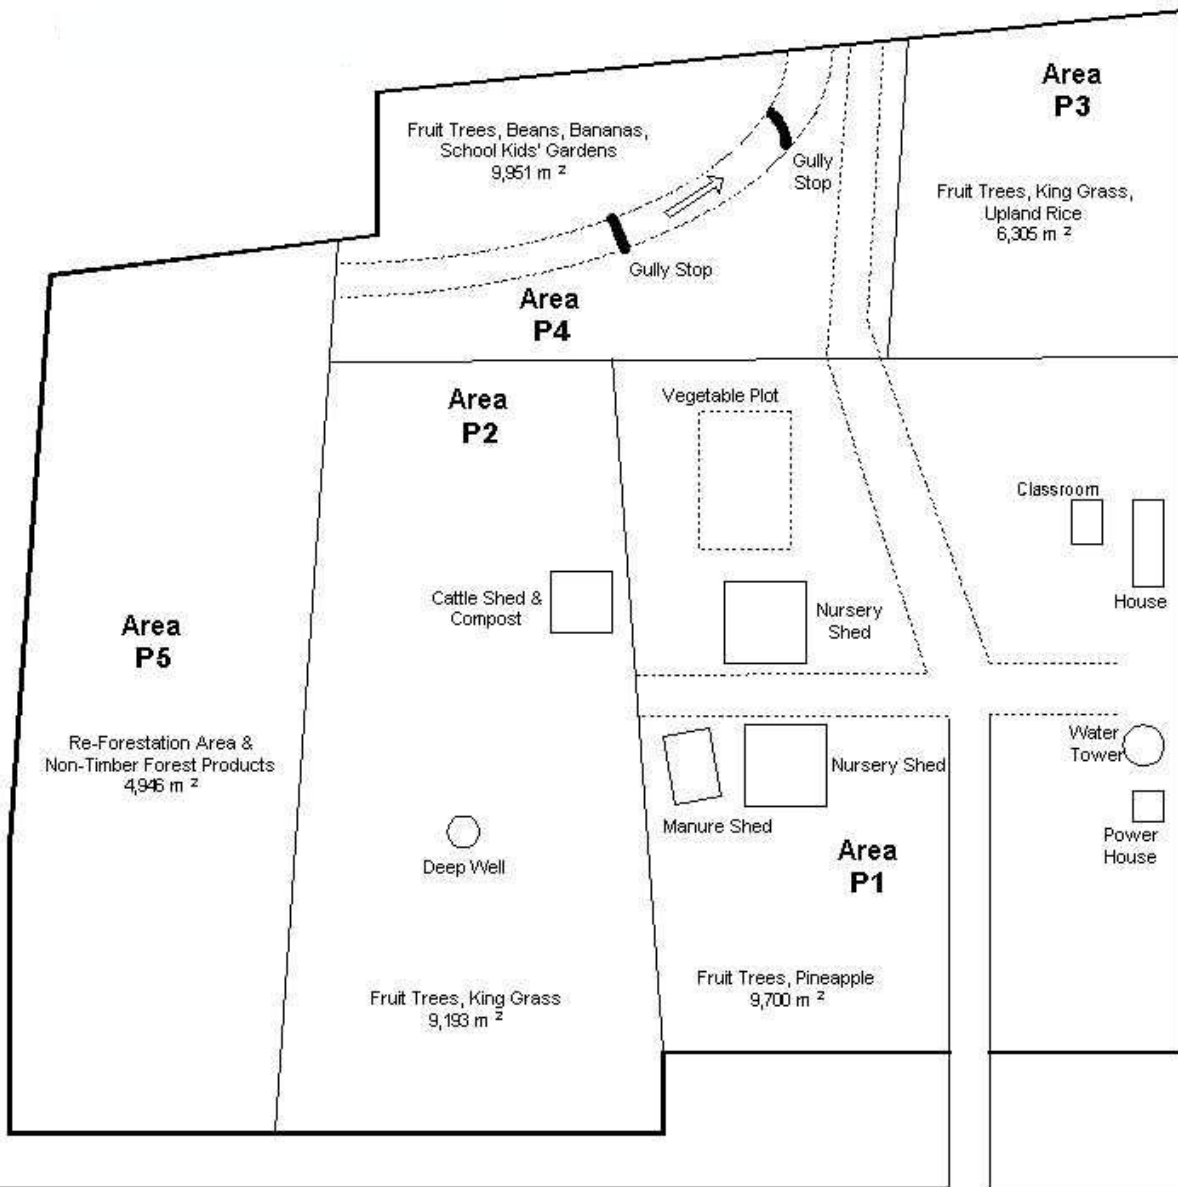 Area
P3
Fruit Trees, Beans, Bananas,
School Kids' Gardens
9,951 m ²
Gully
Stop
Fruit Trees, King Grass,
Upland Rice
6,305 m ²
Gully Stop
Area
P4
Area
P2
Vegetable Plot
Classroom
Cattle Shed &
Compost
Nursery
Shed
House
Area
P5
Re-Forestation Area &
Non-Timber Forest Products
4,946 m ²
Water
Tower
Nursery Shed
Manure Shed
Deep Well
Area
P1
Power
House
Fruit Trees, King Grass
9,193 m ²
Fruit Trees, Pineapple
9,700 m ²